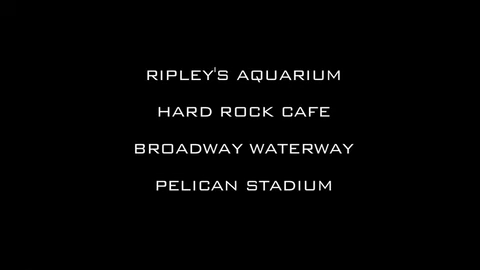 RIPLEY'S AQUARIUM
HARD ROCK CAFE
BROADWAY WATERWAY
PELICAN STADIUM